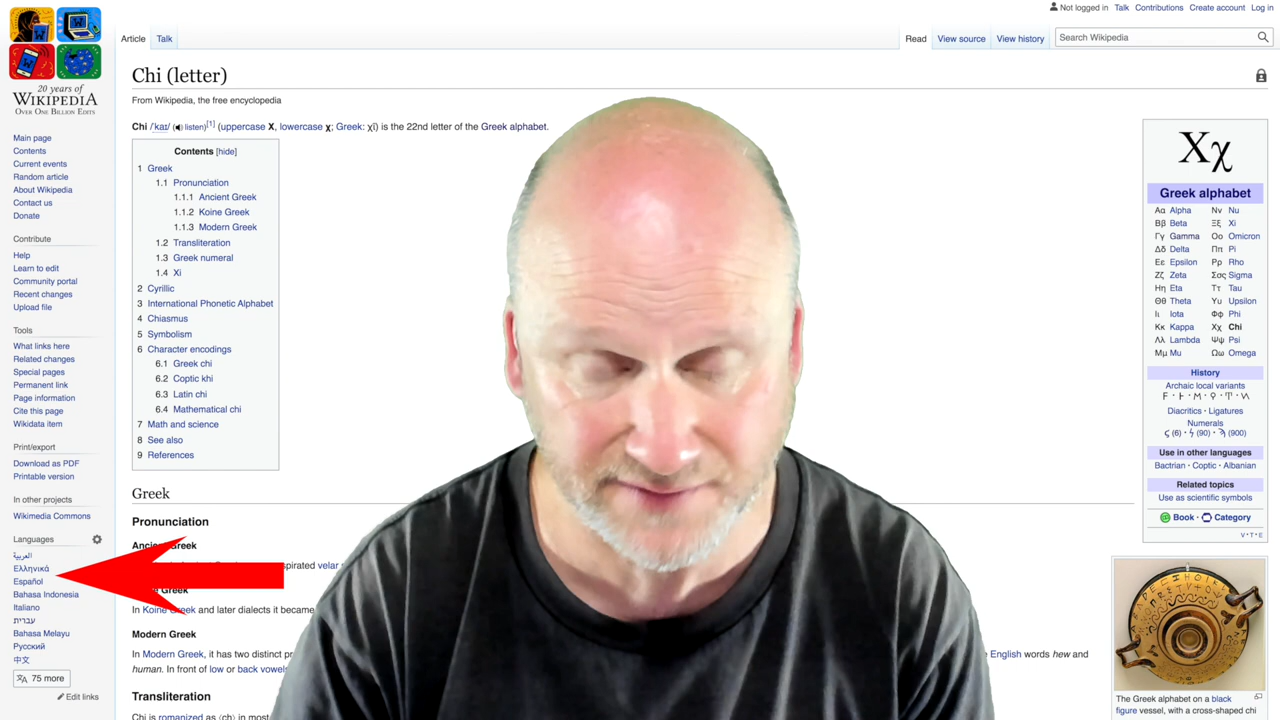 20 years of
WIKIPEDIA
Over One Billion Edits
Main page
Contents
Current events
Random article
About Wikipedia
Contact us
Donate
Contribute
Help
Learn to edit
Community portal
Recent changes
Upload file
Tools
What links here
Related changes
Special pages
Permanent link
Page information
Cite this page
Wikidata item
Print/export
Download as PDF
Printable version
In other projects
Wikimedia Commons
Languages
العربية
Ελληνικά
Español
Bahasa Indonesia
Italiano
עברית
Bahasa Melayu
Русский
中文
75 more
Edit links
Not logged in Talk Contributions Create account Log in
Article Talk Read View source View history Search Wikipedia
Chi (letter)
From Wikipedia, the free encyclopedia
Chi /ˈkaɪ/ (listen)[1] (uppercase Χ, lowercase χ; Greek: χῖ) is the 22nd letter of the Greek alphabet.
Contents [hide]
1 Greek
1.1 Pronunciation
1.1.1 Ancient Greek
1.1.2 Koine Greek
1.1.3 Modern Greek
1.2 Transliteration
1.3 Greek numeral
1.4 Xi
2 Cyrillic
3 International Phonetic Alphabet
4 Chiasmus
5 Symbolism
6 Character encodings
6.1 Greek chi
6.2 Coptic khi
6.3 Latin chi
6.4 Mathematical chi
7 Math and science
8 See also
9 References
Greek
Pronunciation
Greek
velar
Greek
In Koine Greek and later dialects it became
Modern Greek
In Modern Greek, it has two distinct English words hew and
human. In front of low or back vowels
Transliteration
Chi is romanized as ⟨ch⟩ in most
Χχ
Greek alphabet
Αα Alpha Νν Nu
Ββ Beta Ξξ Xi
Γγ Gamma Οο Omicron
Δδ Delta Ππ Pi
Εε Epsilon Ρρ Rho
Ζζ Zeta Σσς Sigma
Ηη Eta Ττ Tau
Θθ Theta Υυ Upsilon
Ιι Iota Φφ Phi
Κκ Kappa Χχ Chi
Λλ Lambda Ψψ Psi
Μμ Mu Ωω Omega
History
Archaic local variants
Diacritics · Ligatures
Numerals
ϛ (6) · ϟ (90) · ϡ (900)
Use in other languages
Bactrian · Coptic · Albanian
Related topics
Use as scientific symbols
Book · Category
V · T · E
The Greek alphabet on a black
figure vessel, with a cross-shaped chi